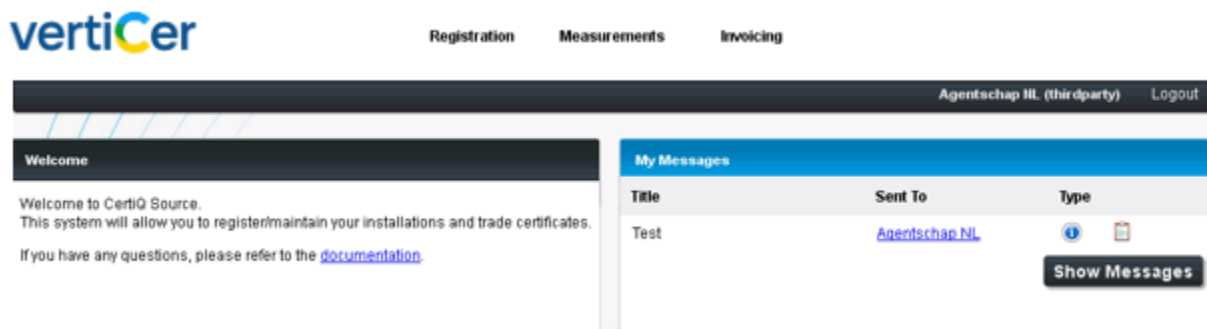 vertiCer
Registration Measurements Invoicing
Agentschap NL (thirdparty) Logout
Welcome
Welcome to CertiQ Source.
This system will allow you to register/maintain your installations and trade certificates.
If you have any questions, please refer to the documentation.
My Messages
Title Sent To Type
Test Agentschap NL
Show Messages